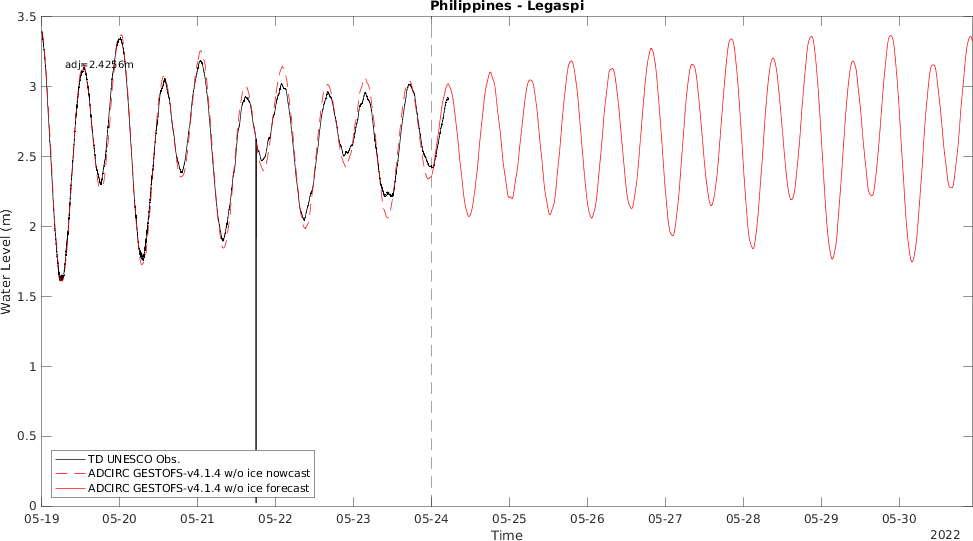 Philippines - Legaspi
3.5
adj=2.4256m
3
2.5
2
Water Level (m)
1.5
1
0.5
TD UNESCO Obs.
ADCIRC GESTOFS-v4.1.4 w/o ice nowcast
ADCIRC GESTOFS-v4.1.4 w/o ice forecast
0
05-19 05-20 05-21 05-22 05-23 05-24 05-25 05-26 05-27 05-28 05-29 05-30
Time
2022